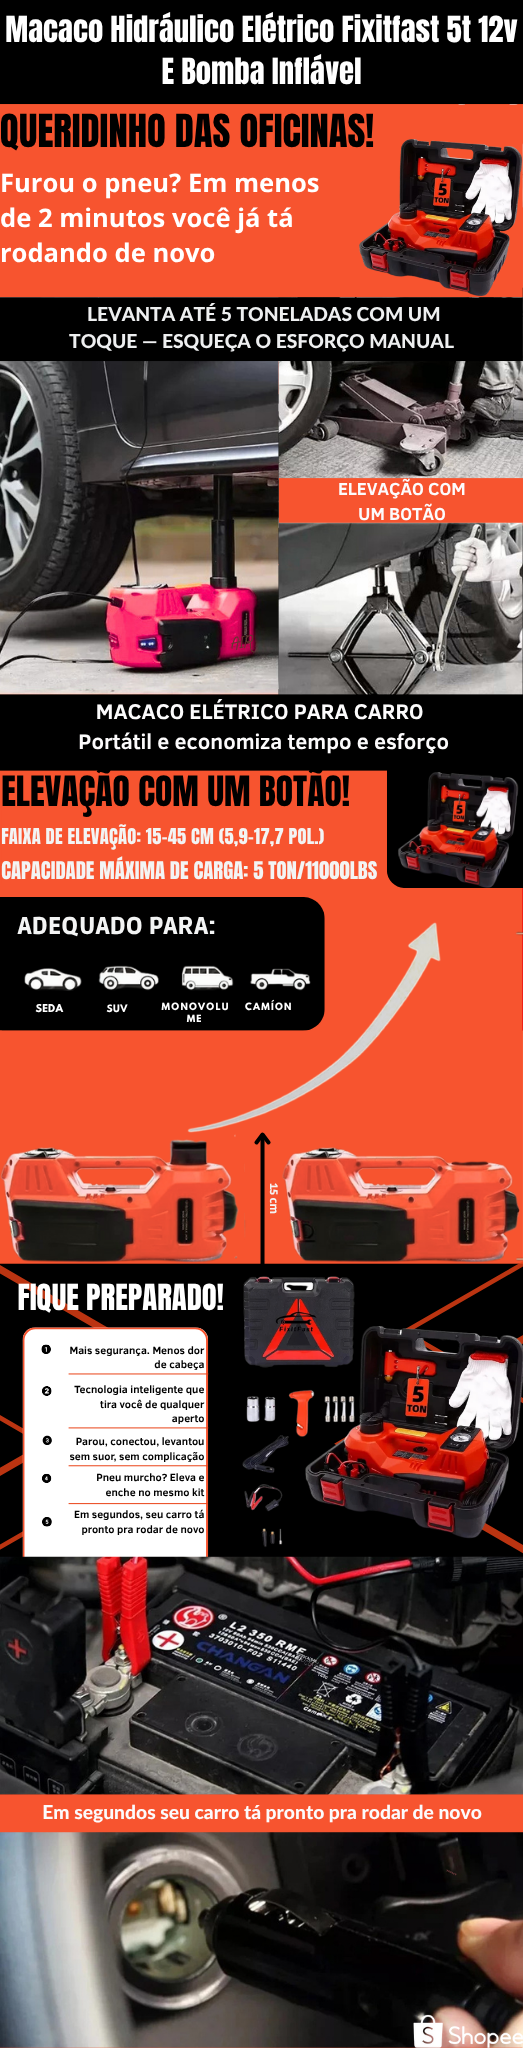 Macaco Hidráulico Elétrico Fixitfast 5t 12v
E Bomba Inflável
QUERIDINHO DAS OFICINAS!
Furou o pneu? Em menos
de 2 minutos você já tá
rodando de novo
5
TON
LEVANTA ATÉ 5 TONELADAS COM UM
TOQUE — ESQUEÇA O ESFORÇO MANUAL
ELEVAÇÃO COM
UM BOTÃO
MACACO ELÉTRICO PARA CARRO
Portátil e economiza tempo e esforço
ELEVAÇÃO COM UM BOTÃO!
FAIXA DE ELEVAÇÃO: 15-45 CM (5,9-17,7 POL.)
CAPACIDADE MÁXIMA DE CARGA: 5 TON/11000LBS
5
TON
ADEQUADO PARA:
SEDA
SUV
MONOVOLU
ME
CAMÍON
15 cm
FIQUE PREPARADO!
1 Mais segurança. Menos dor
de cabeça
2 Tecnologia inteligente que
tira você de qualquer
aperto
3 Parou, conectou, levantou
sem suor, sem complicação
4 Pneu murcho? Eleva e
enche no mesmo kit
5 Em segundos, seu carro tá
pronto pra rodar de novo
FixitFast
5
TON
L2 350 RMF
3703010-F02 S11440
CHANGAN
Em segundos seu carro tá pronto pra rodar de novo
Shopee